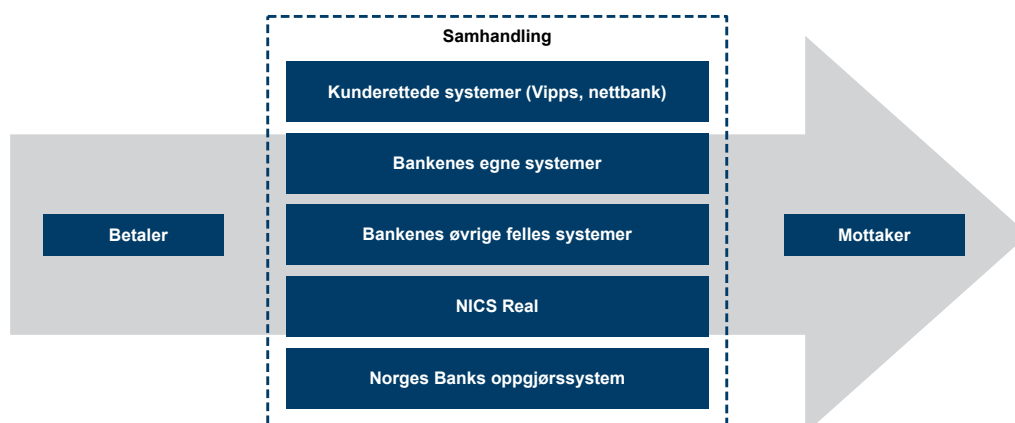 Samhandling
Kunderettede systemer (Vipps, nettbank)
Bankenes egne systemer
Betaler
Bankenes øvrige felles systemer
Mottaker
NICS Real
Norges Banks oppgjørssystem